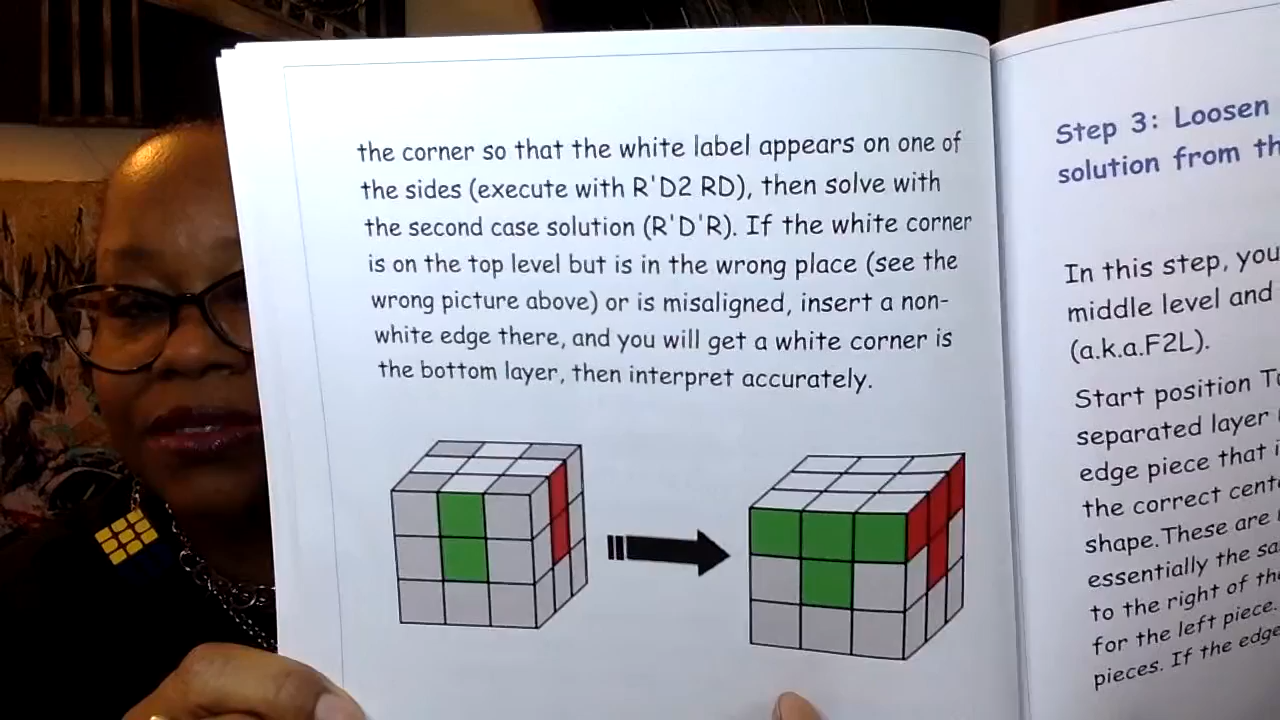 the corner so that the white label appears on one of
the sides (execute with R'D2 RD), then solve with
the second case solution (R'D'R). If the white corner
is on the top level but is in the wrong place (see the
wrong picture above) or is misaligned, insert a non-
white edge there, and you will get a white corner is
the bottom layer, then interpret accurately.
Step 3: Loosen
solution from th
In this step, you
middle level and
(a.k.a.F2L).
Start position
separated layer
edge piece that
the correct cent
shape.These are
essentially the sa
to the right of the
for the left piece.
pieces. If the edge